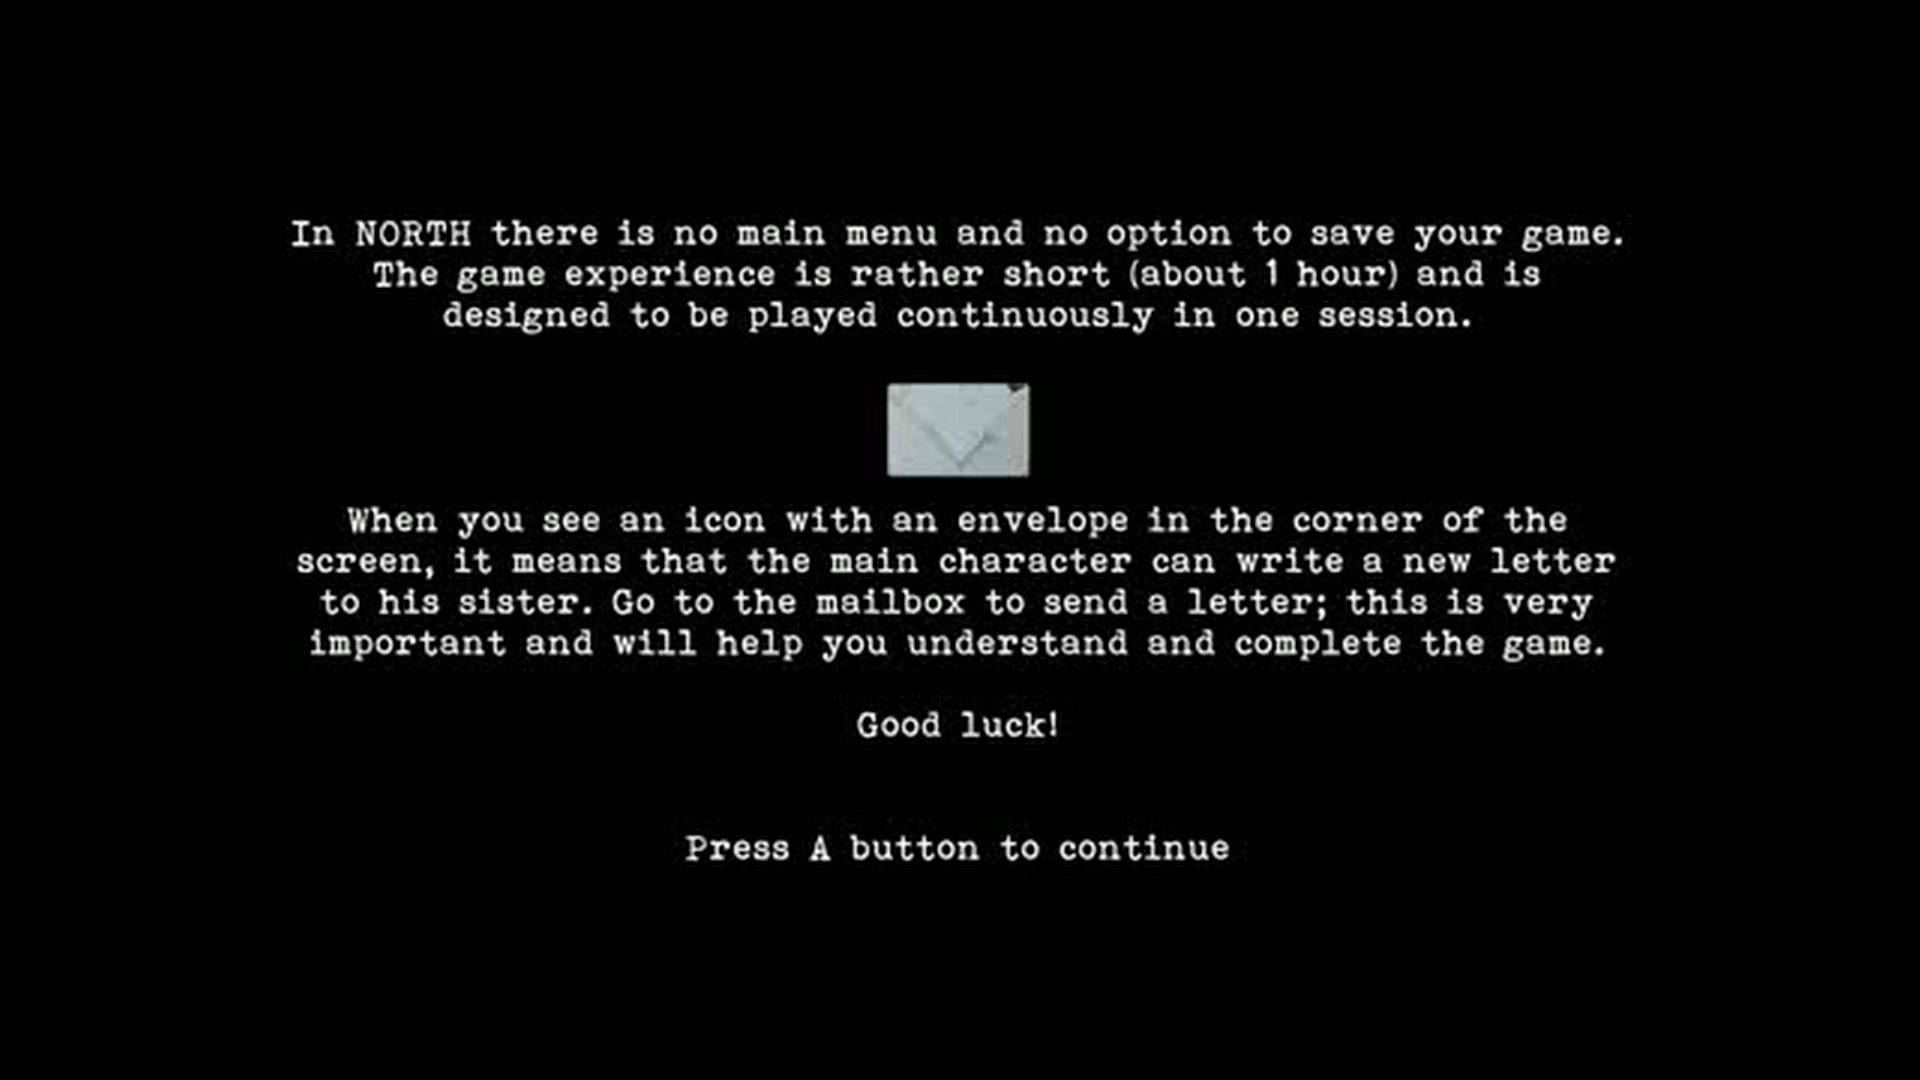 In NORTH there is no main menu and no option to save your game.
The game experience is rather short (about 1 hour) and is
designed to be played continuously in one session.
When you see an icon with an envelope in the corner of the
screen, it means that the main character can write a new letter
to his sister. Go to the mailbox to send a letter; this is very
important and will help you understand and complete the game.
Good luck!
Press A button to continue